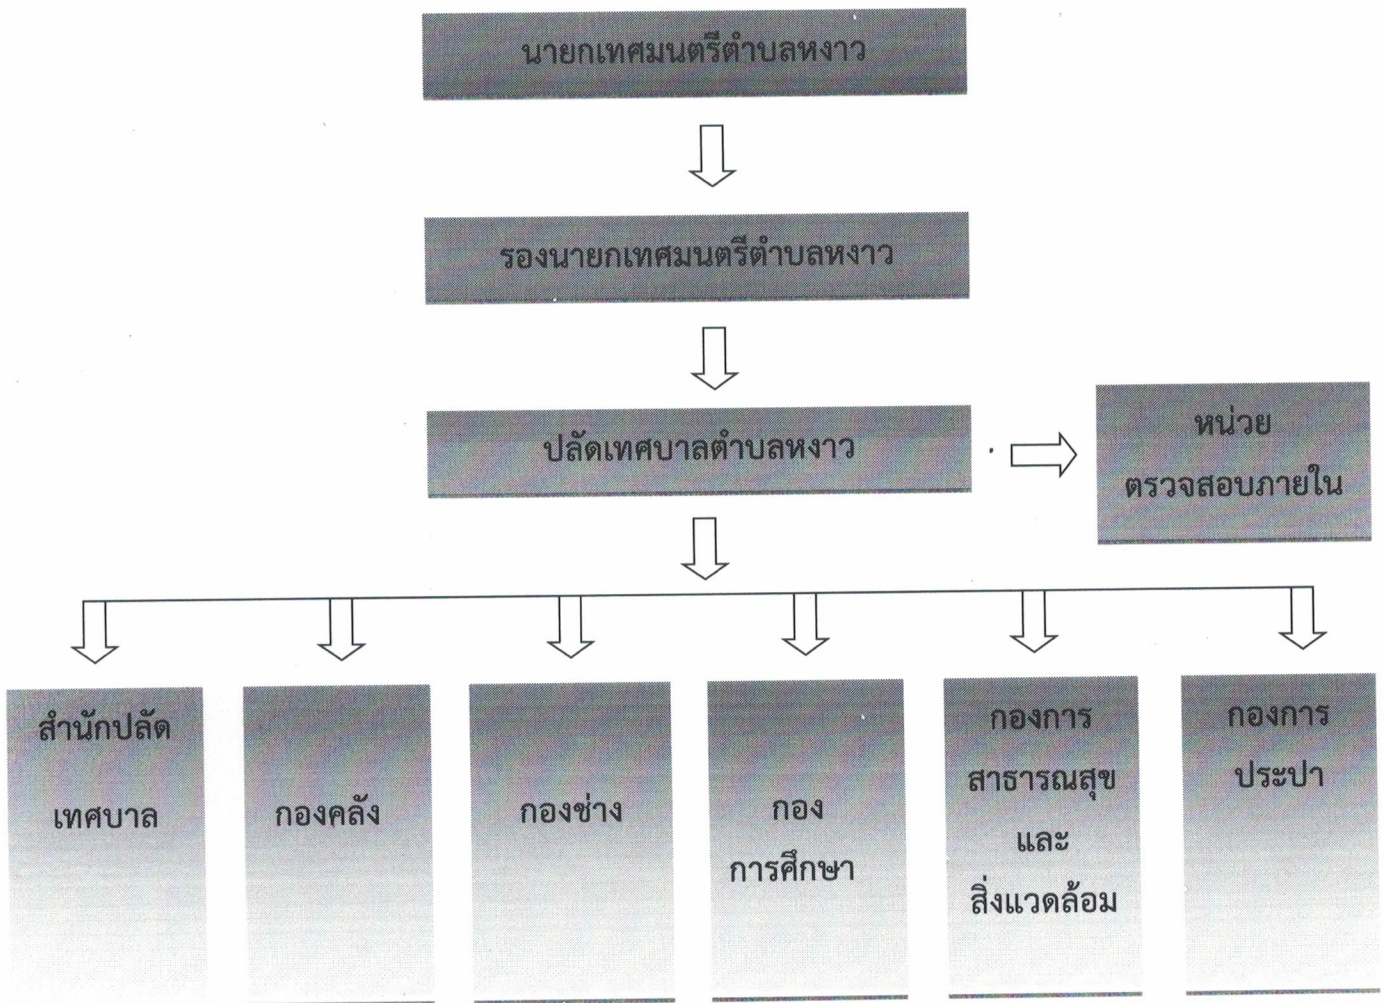 นายกเทศมนตรีตำบลหงาว
รองนายกเทศมนตรีตำบลหงาว
ปลัดเทศบาลตำบลหงาว
หน่วย
ตรวจสอบภายใน
สำนักปลัด
เทศบาล
กองคลัง
กองช่าง
กอง
การศึกษา
กองการ
สาธารณสุข
และ
สิ่งแวดล้อม
กองการ
ประปา